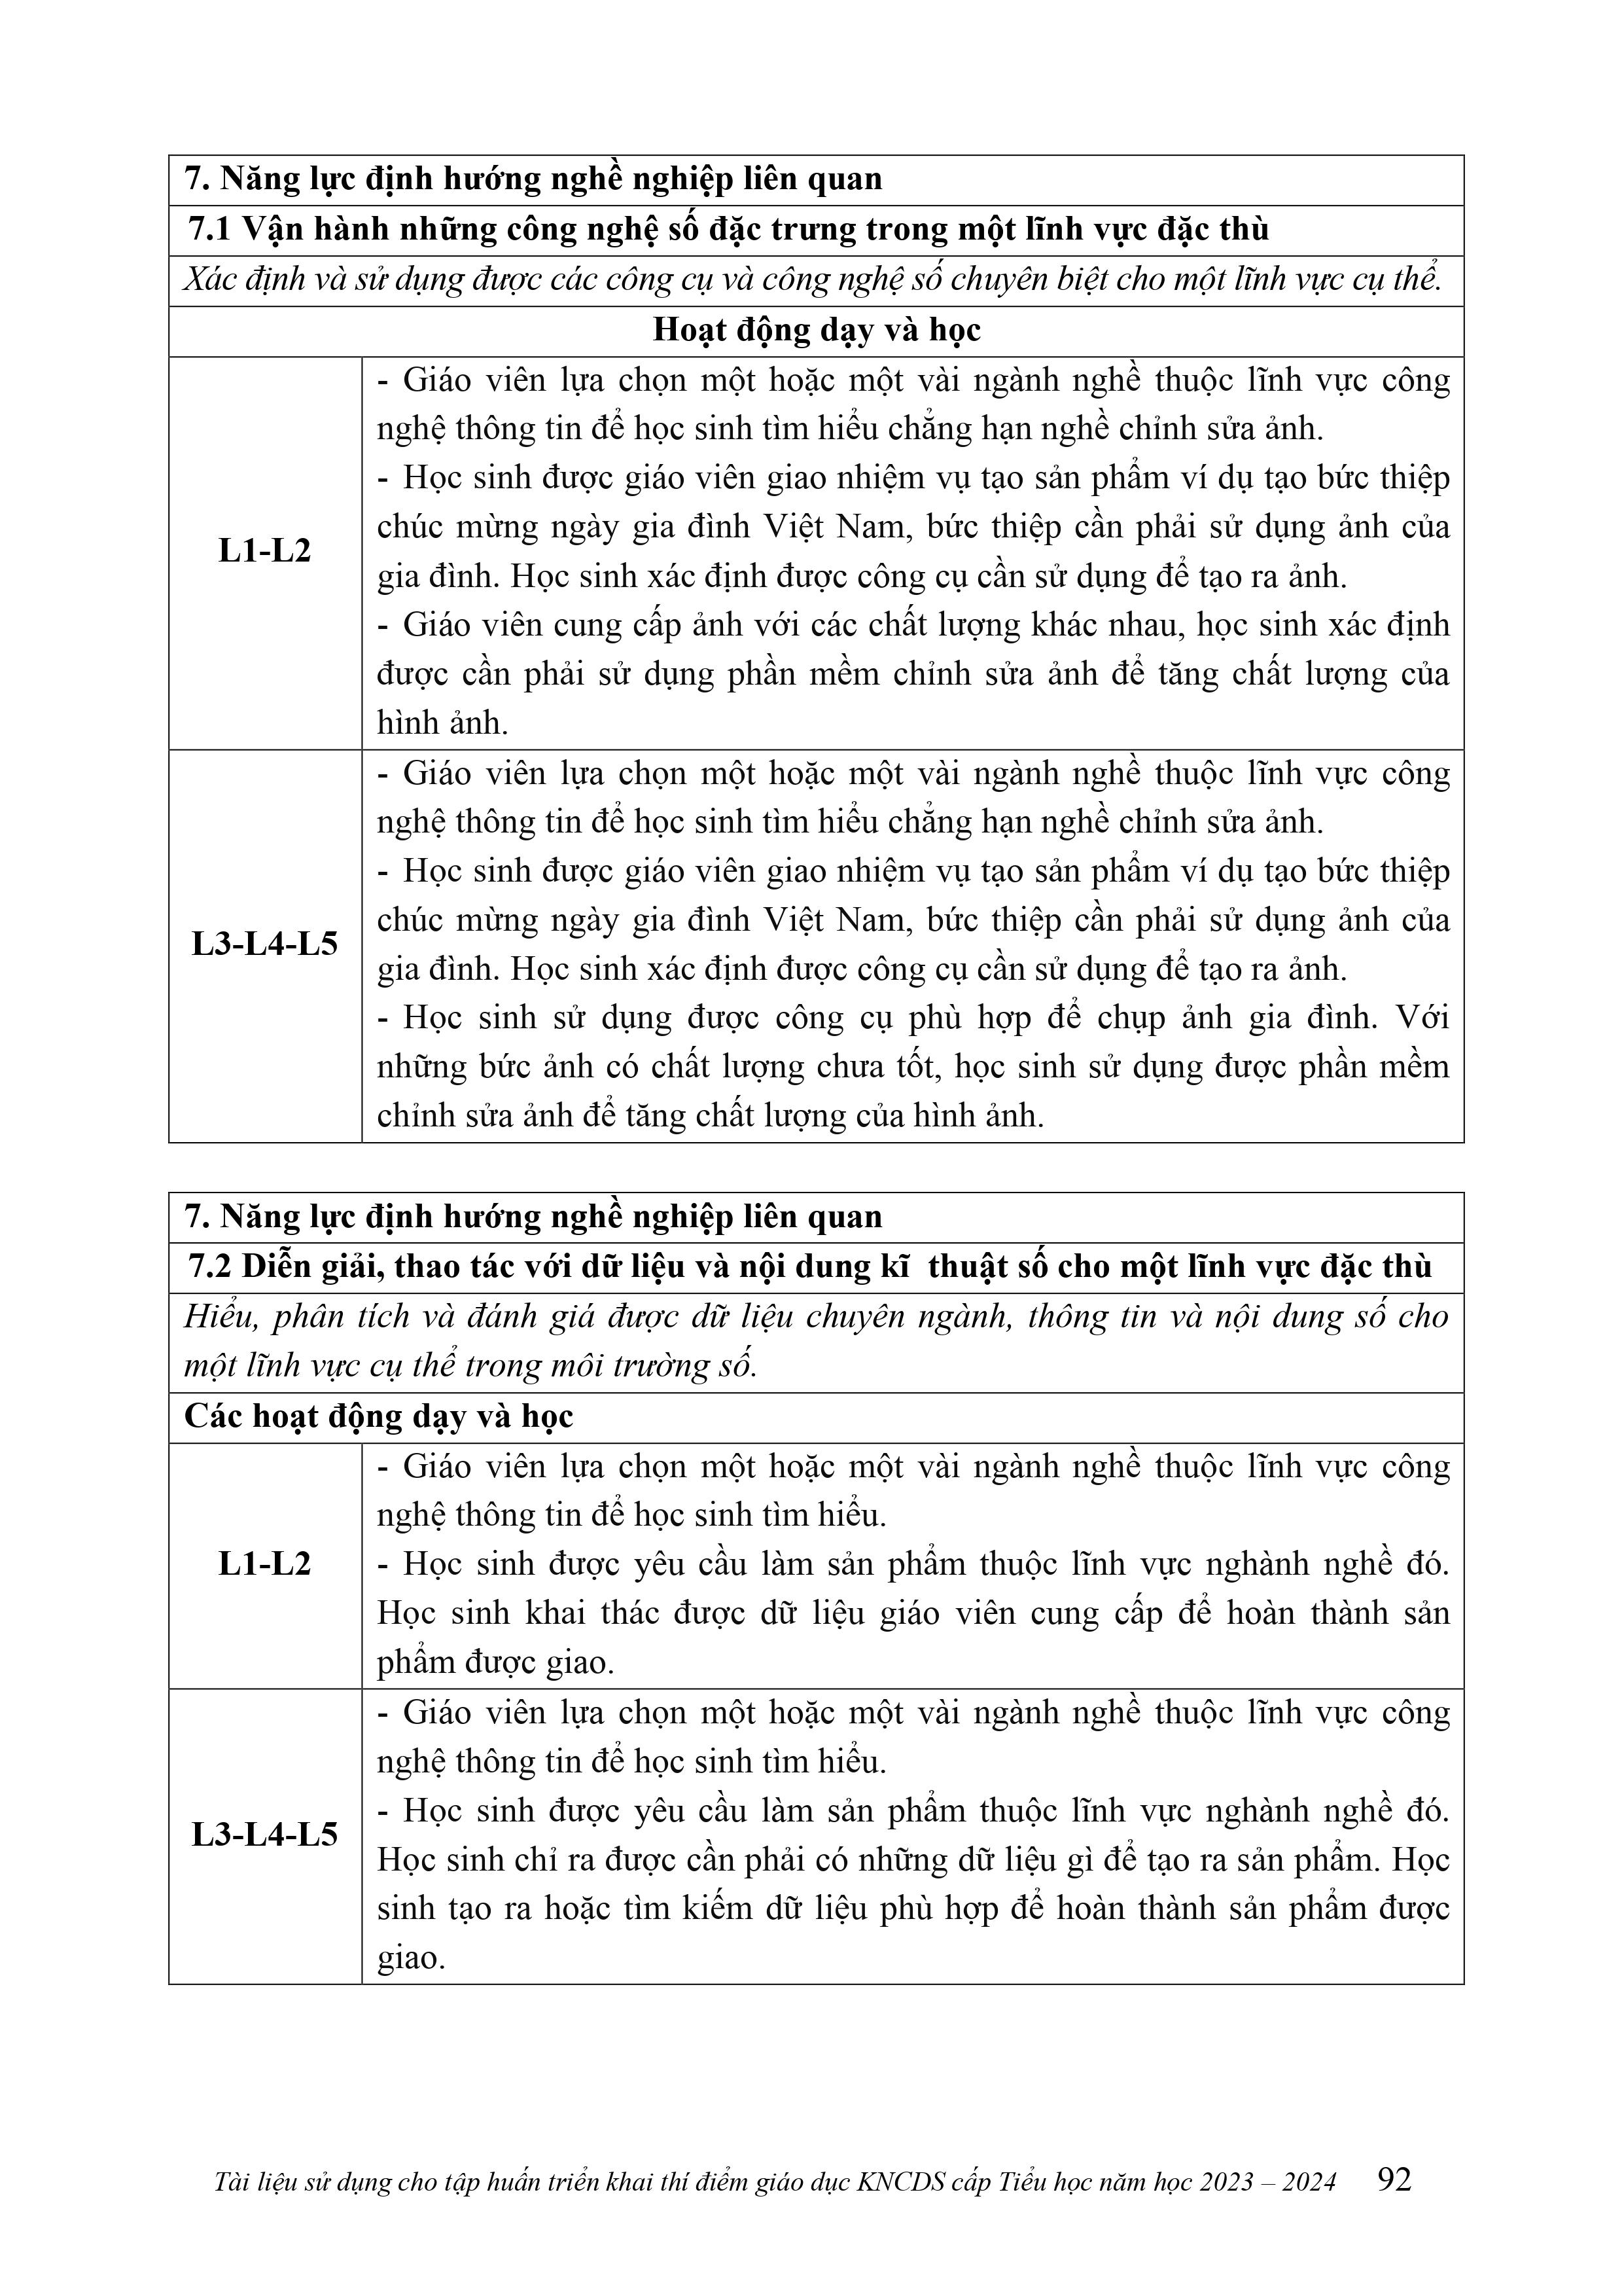 7. Năng lực định hướng nghề nghiệp liên quan
7.1 Vận hành những công nghệ số đặc trưng trong một lĩnh vực đặc thù
Xác định và sử dụng được các công cụ và công nghệ số chuyên biệt cho một lĩnh vực cụ thể.
Hoạt động dạy và học
L1-L2
- Giáo viên lựa chọn một hoặc một vài ngành nghề thuộc lĩnh vực công
nghệ thông tin để học sinh tìm hiểu chẳng hạn nghề chỉnh sửa ảnh.
- Học sinh được giáo viên giao nhiệm vụ tạo sản phẩm ví dụ tạo bức thiệp
chúc mừng ngày gia đình Việt Nam, bức thiệp cần phải sử dụng ảnh của
gia đình. Học sinh xác định được công cụ cần sử dụng để tạo ra ảnh.
- Giáo viên cung cấp ảnh với các chất lượng khác nhau, học sinh xác định
được cần phải sử dụng phần mềm chỉnh sửa ảnh để tăng chất lượng của
hình ảnh.
L3-L4-L5
- Giáo viên lựa chọn một hoặc một vài ngành nghề thuộc lĩnh vực công
nghệ thông tin để học sinh tìm hiểu chẳng hạn nghề chỉnh sửa ảnh.
- Học sinh được giáo viên giao nhiệm vụ tạo sản phẩm ví dụ tạo bức thiệp
chúc mừng ngày gia đình Việt Nam, bức thiệp cần phải sử dụng ảnh của
gia đình. Học sinh xác định được công cụ cần sử dụng để tạo ra ảnh.
- Học sinh sử dụng được công cụ phù hợp để chụp ảnh gia đình. Với
những bức ảnh có chất lượng chưa tốt, học sinh sử dụng được phần mềm
chỉnh sửa ảnh để tăng chất lượng của hình ảnh.
7. Năng lực định hướng nghề nghiệp liên quan
7.2 Diễn giải, thao tác với dữ liệu và nội dung kĩ thuật số cho một lĩnh vực đặc thù
Hiểu, phân tích và đánh giá được dữ liệu chuyên ngành, thông tin và nội dung số cho
một lĩnh vực cụ thể trong môi trường số.
Các hoạt động dạy và học
L1-L2
- Giáo viên lựa chọn một hoặc một vài ngành nghề thuộc lĩnh vực công
nghệ thông tin để học sinh tìm hiểu.
- Học sinh được yêu cầu làm sản phẩm thuộc lĩnh vực nghành nghề đó.
Học sinh khai thác được dữ liệu giáo viên cung cấp để hoàn thành sản
phẩm được giao.
L3-L4-L5
- Giáo viên lựa chọn một hoặc một vài ngành nghề thuộc lĩnh vực công
nghệ thông tin để học sinh tìm hiểu.
- Học sinh được yêu cầu làm sản phẩm thuộc lĩnh vực nghành nghề đó.
Học sinh chỉ ra được cần phải có những dữ liệu gì để tạo ra sản phẩm. Học
sinh tạo ra hoặc tìm kiếm dữ liệu phù hợp để hoàn thành sản phẩm được
giao.
Tài liệu sử dụng cho tập huấn triển khai thí điểm giáo dục KNCDS cấp Tiểu học năm học 2023 – 2024 92